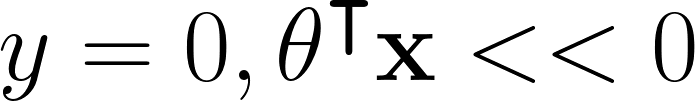 y = 0, θ^⊤ x << 0